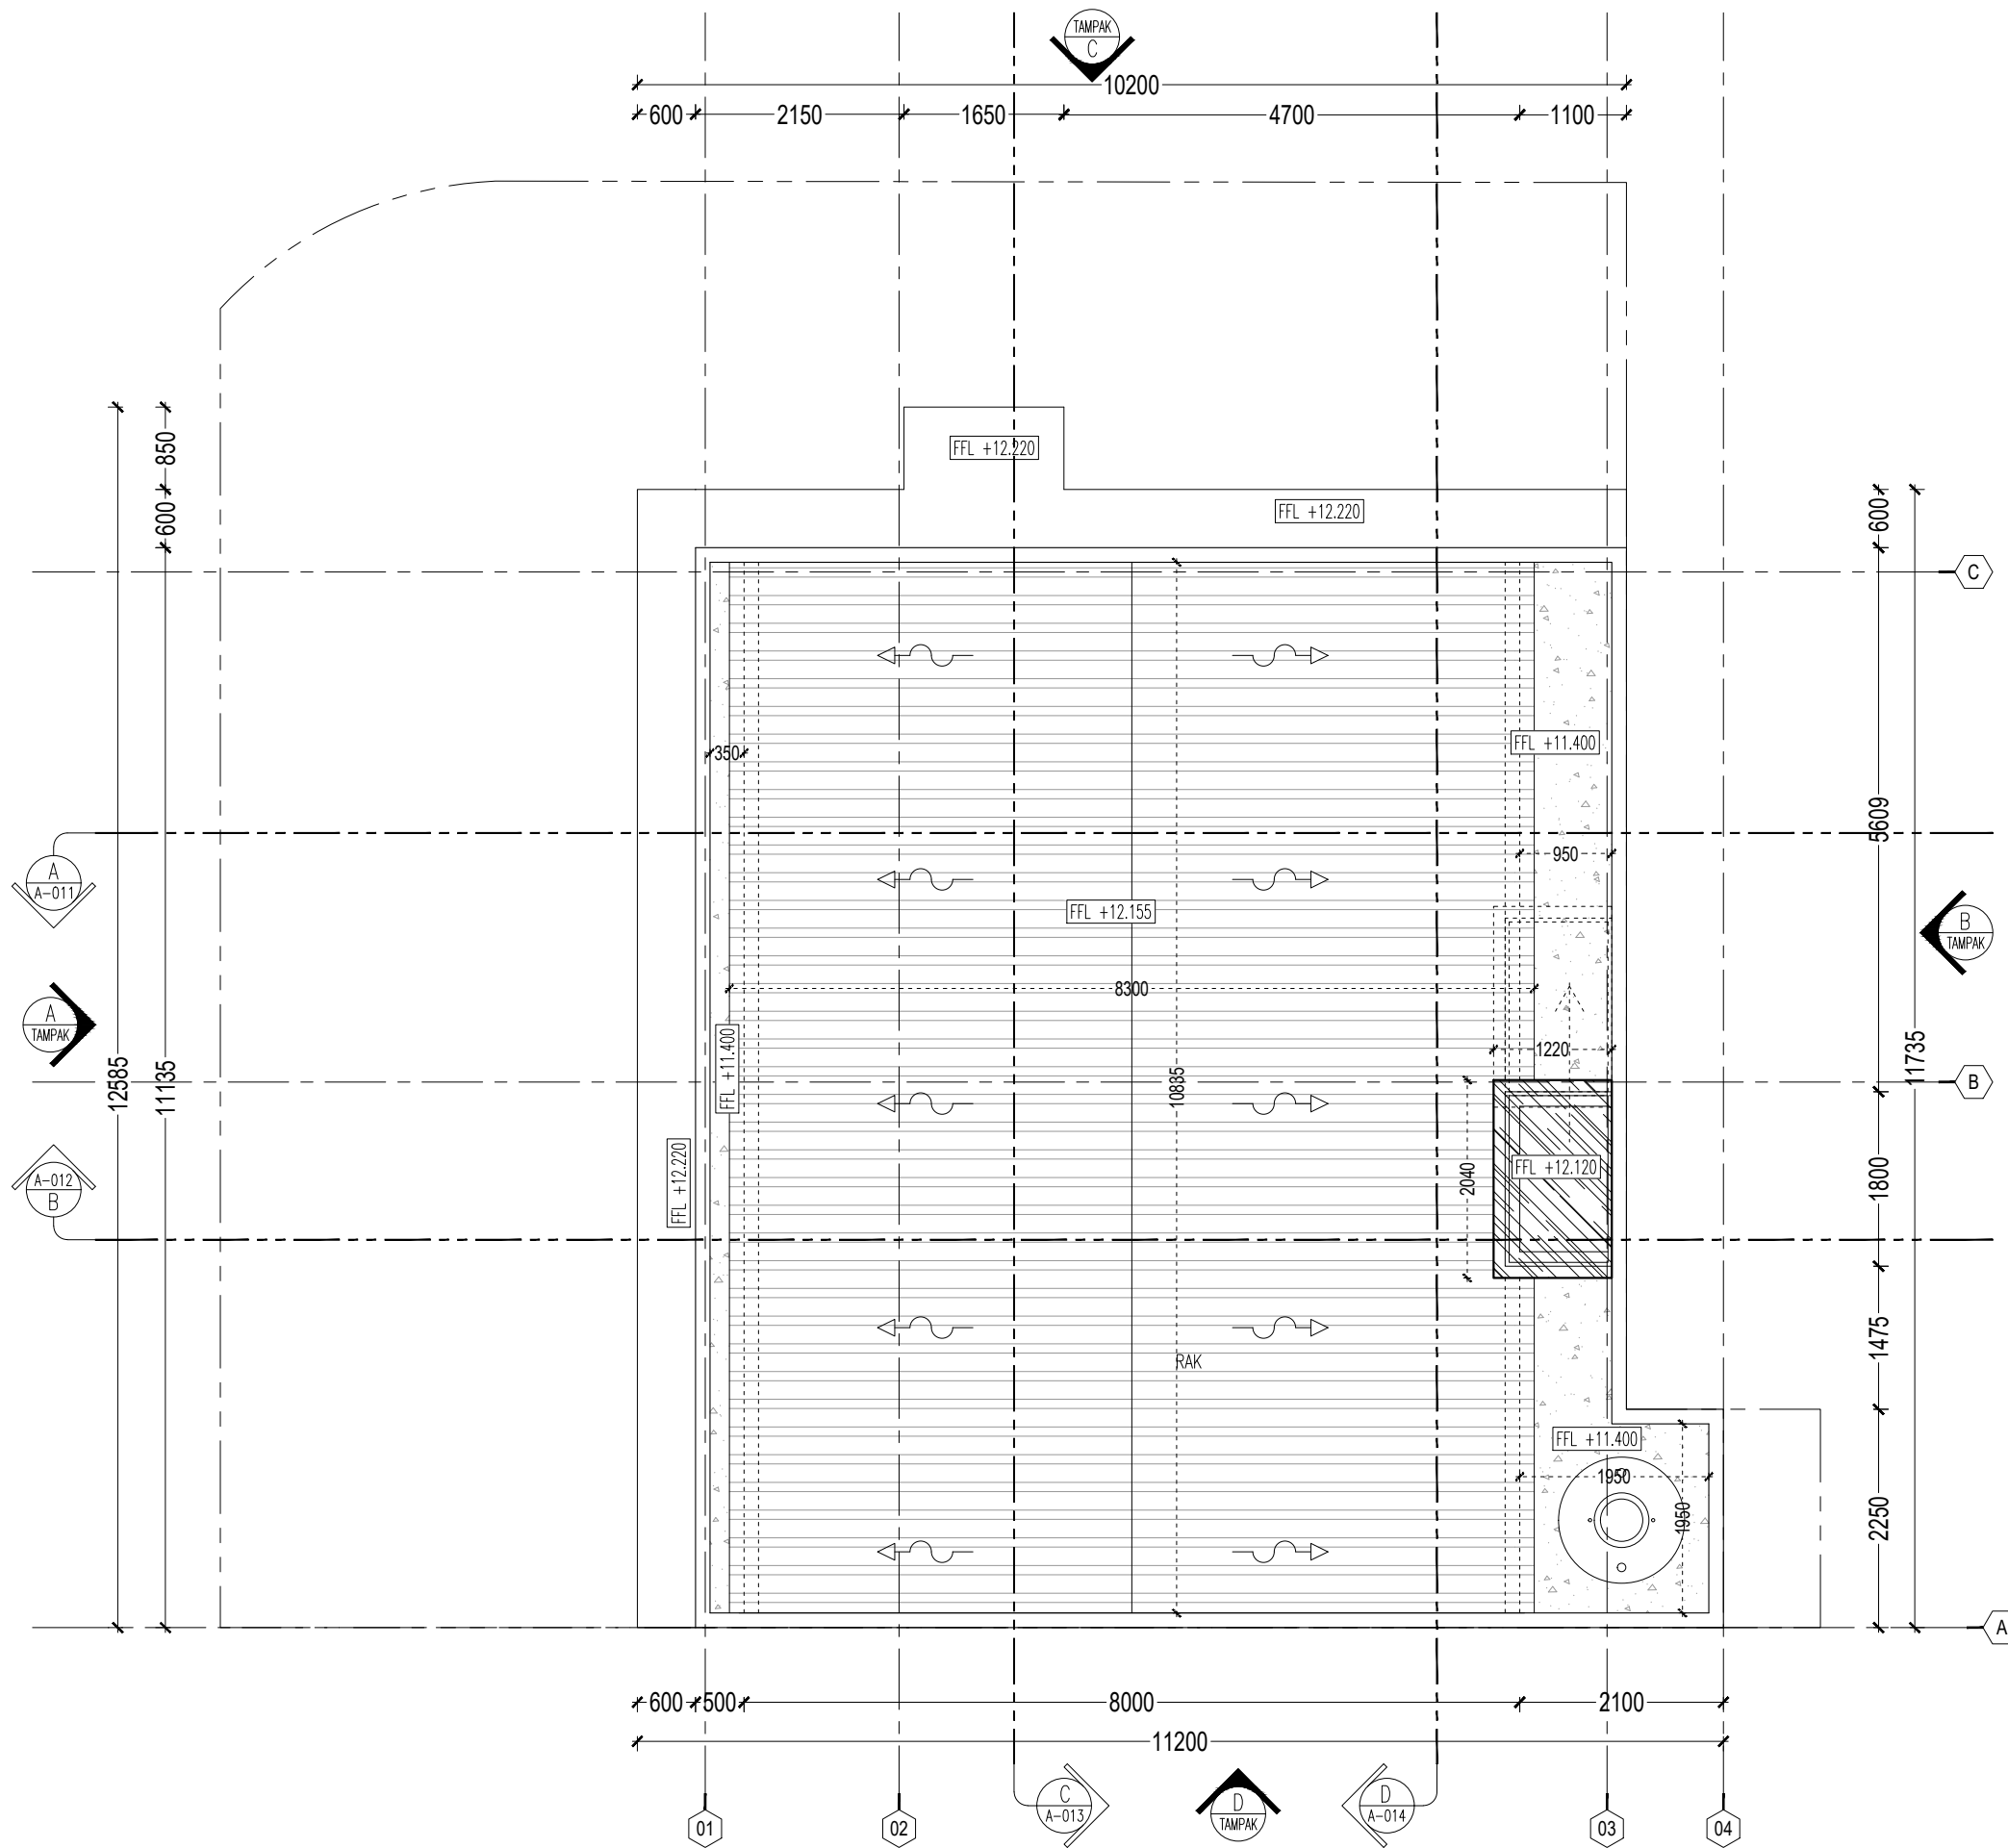 TAMPAK
C
10200
600
2150
1650
4700
1100
850
600
12585
11135
FFL +12.220
FFL +12.220
600
C
350
FFL +11.400
5609
950
A
A-011
FFL +12.155
B
TAMPAK
8300
A
TAMPAK
FFL +11.400
1220
10835
11735
B
A-012
B
FFL +12.220
2040
FFL +12.120
1800
RAK
1475
FFL +11.400
1950
1950
2250
A
600
500
8000
2100
11200
C
A-013
D
TAMPAK
D
A-014
01
02
03
04